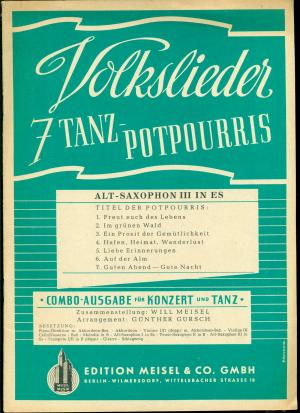 Volkslieder
7 TANZ-
POTPOURRIS
ALT-SAXOPHON III IN ES
TITEL DER POTPOURRIS:
1. Freut euch des Lebens
2. Im grünen Wald
3. Ein Prosit der Gemütlichkeit
4. Hafen, Heimat, Wanderlust
5. Liebe Erinnerungen
6. Auf der Alm
7. Guten Abend — Gute Nacht
• COMBO-AUSGABE FÜR KONZERT UND TANZ •
Zusammenstellung: WILL MEISEL
Arrangement: GÜNTHER GÜRSCH
BESETZUNG:
EDITION MEISEL & CO. GMBH
BERLIN-WILMERSDORF, WITTELSBACHER STRASSE 18
MEISEL
MUSIK